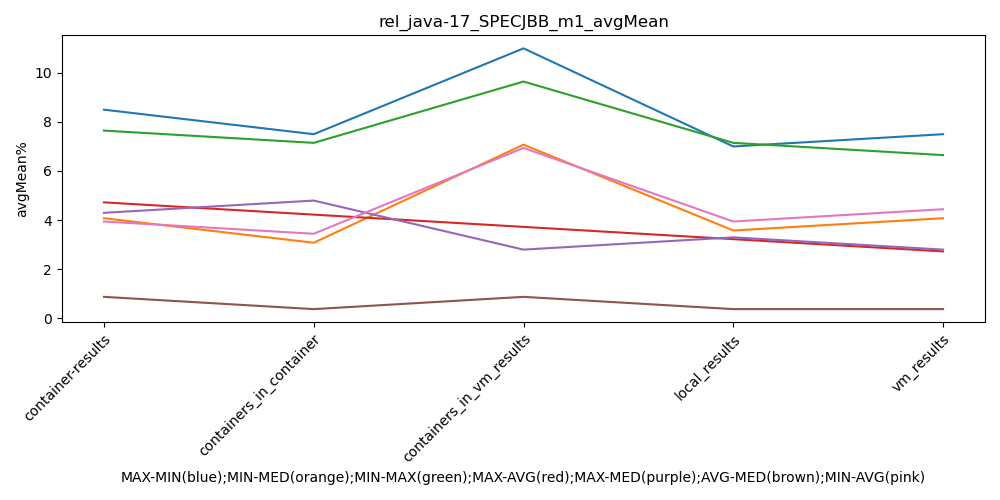 rel_java-17_SPECJBB_m1_avgMean
avgMean%
10
8
6
4
2
0
container-results
containers_in_container
containers_in_vm_results
local_results
vm_results
MAX-MIN(blue);MIN-MED(orange);MIN-MAX(green);MAX-AVG(red);MAX-MED(purple);AVG-MED(brown);MIN-AVG(pink)